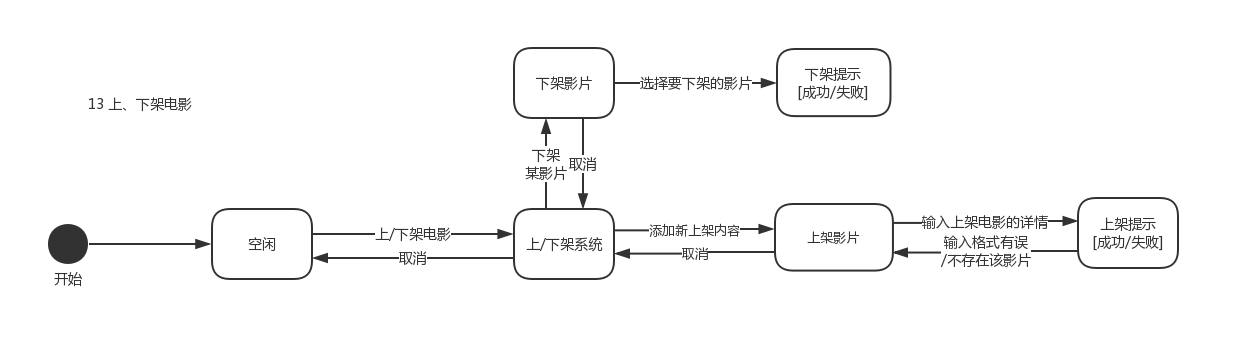 13 上、下架电影
下架影片
选择要下架的影片
下架提示
[成功/失败]
下架
某影片
取消
开始
空闲
上/下架电影
取消
上/下架系统
添加新上架内容
取消
上架影片
输入上架电影的详情
输入格式有误
/不存在该影片
上架提示
[成功/失败]